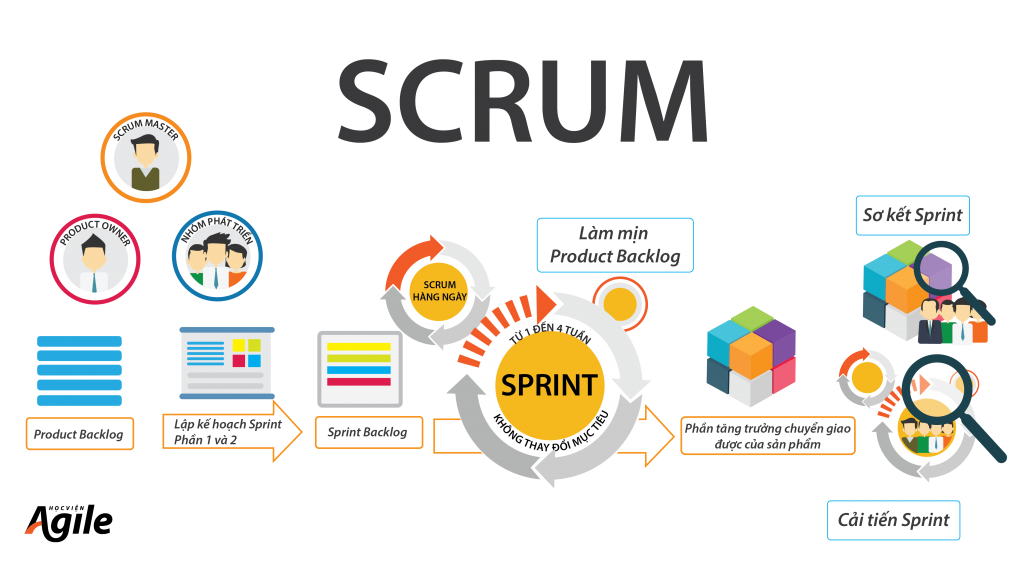 SCRUM
SCRUM MASTER
PRODUCT OWNER
NHÓM PHÁT TRIỂN
Product Backlog
Lập kế hoạch Sprint
Phần 1 và 2
Sprint Backlog
SCRUM
HÀNG NGÀY
TỪ 1 ĐẾN 4 TUẦN
SPRINT
KHÔNG THAY ĐỔI MỤC TIÊU
Làm mịn
Product Backlog
Phần tăng trưởng chuyển giao
được của sản phẩm
Sơ kết Sprint
Cải tiến Sprint
HỌC VIỆN
Agile